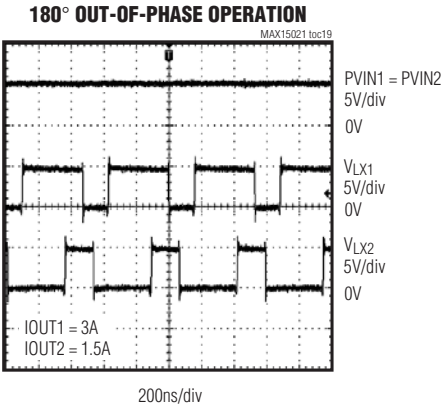 180° OUT-OF-PHASE OPERATION
MAX15021 toc19
PVIN1 = PVIN2
5V/div
0V
VLX1
5V/div
0V
VLX2
5V/div
0V
IOUT1 = 3A
IOUT2 = 1.5A
200ns/div